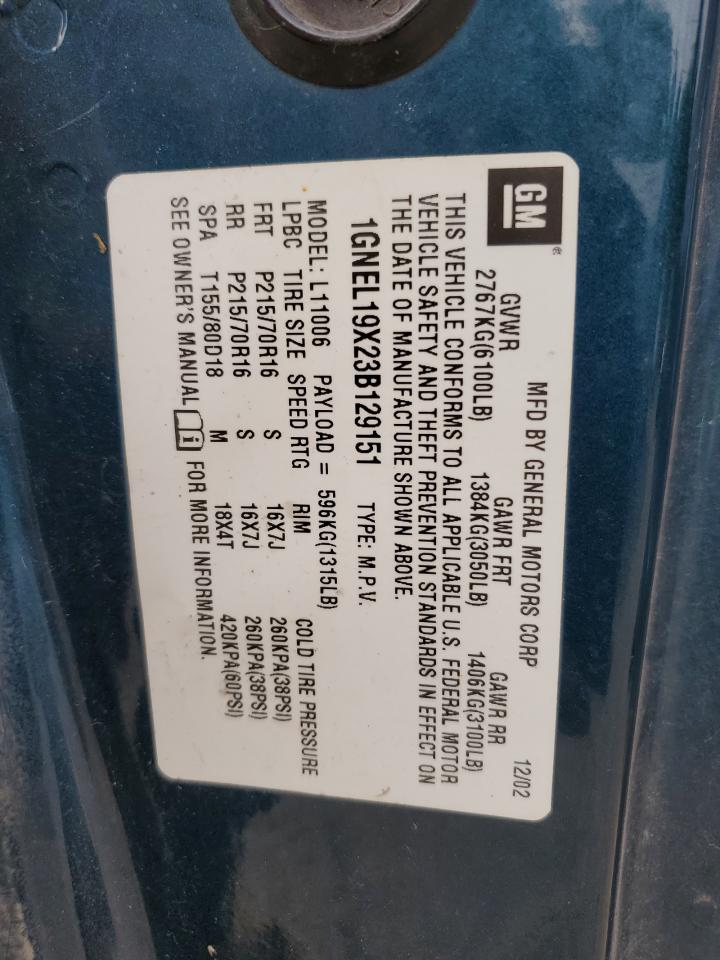 GM®
MFD BY GENERAL MOTORS CORP 12/02
GVWR GAWR FRT GAWR RR
2767KG(6100LB) 1384KG(3050LB) 1406KG(3100LB)
THIS VEHICLE CONFORMS TO ALL APPLICABLE U.S. FEDERAL MOTOR
VEHICLE SAFETY AND THEFT PREVENTION STANDARDS IN EFFECT ON
THE DATE OF MANUFACTURE SHOWN ABOVE.
1GNEL19X23B129151 TYPE: M.P.V.
MODEL: L11006 PAYLOAD = 596KG(1315LB)
LPBC TIRE SIZE SPEED RTG RIM COLD TIRE PRESSURE
FRT P215/70R16 S 16X7J 260KPA(38PSI)
RR P215/70R16 S 16X7J 260KPA(38PSI)
SPA T155/80D18 M 18X4T 420KPA(60PSI)
SEE OWNER'S MANUAL i FOR MORE INFORMATION.